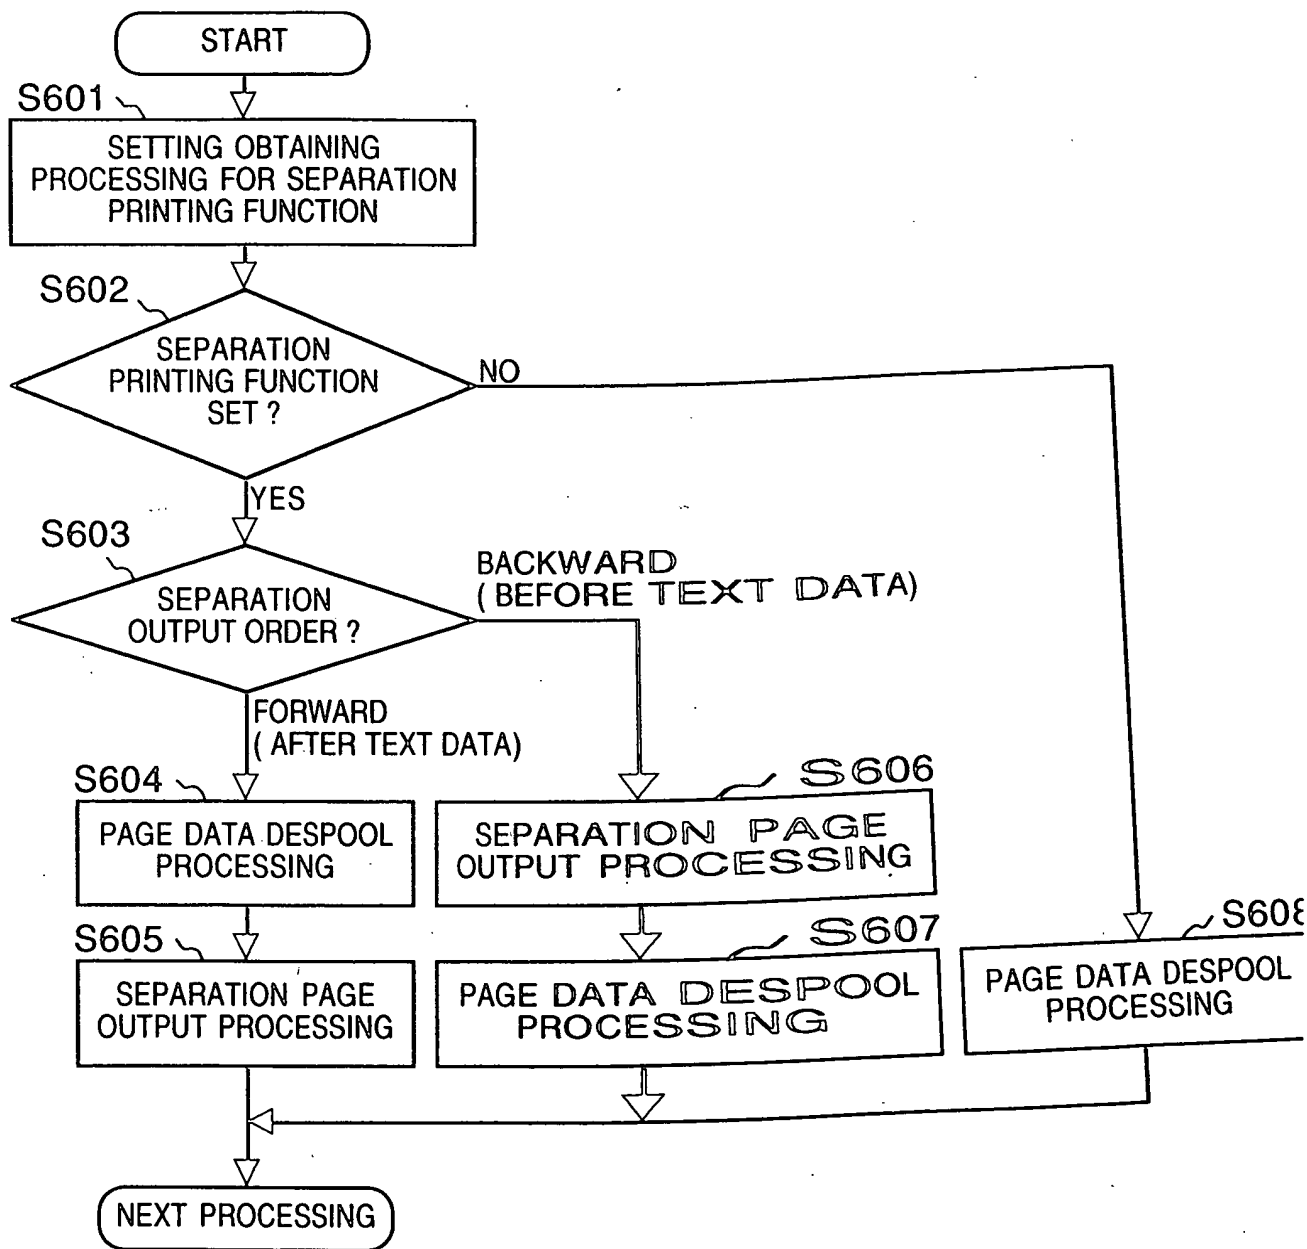 START
S601
SETTING OBTAINING
PROCESSING FOR SEPARATION
PRINTING FUNCTION
S602
SEPARATION
PRINTING FUNCTION
SET ?
NO
YES
S603
SEPARATION
OUTPUT ORDER ?
BACKWARD
( BEFORE TEXT DATA)
FORWARD
( AFTER TEXT DATA)
S604
PAGE DATA DESPOOL
PROCESSING
S606
SEPARATION PAGE
OUTPUT PROCESSING
S605
SEPARATION PAGE
OUTPUT PROCESSING
S607
PAGE DATA DESPOOL
PROCESSING
S608
PAGE DATA DESPOOL
PROCESSING
NEXT PROCESSING